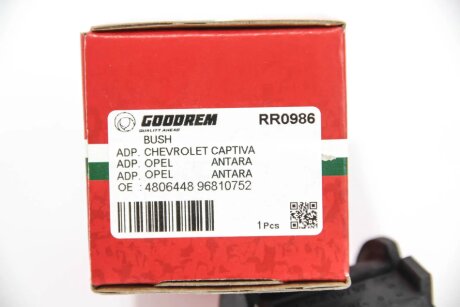 GOODREM RR0986
QUALITY AHEAD
BUSH
ADP. CHEVROLET CAPTIVA
ADP. OPEL ANTARA
ADP. OPEL ANTARA
OE : 4806448 96810752
1Pcs